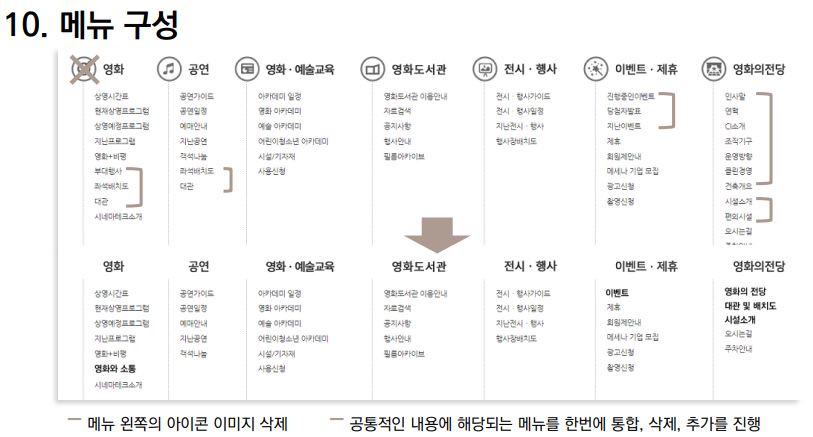 10. 메뉴 구성
영화
상영시간표
현재상영프로그램
상영예정프로그램
지난프로그램
영화+비평
부대행사
좌석배치도
대관
시네마테크소개
공연
공연가이드
공연일정
예매안내
지난공연
객석나눔
좌석배치도
대관
영화·예술교육
아카데미 일정
영화 아카데미
예술 아카데미
어린이청소년 아카데미
시설/기자재
사용신청
영화도서관
영화도서관 이용안내
자료검색
공지사항
행사안내
필름아카이브
전시·행사
전시·행사가이드
전시·행사일정
지난전시·행사
행사장배치도
이벤트·제휴
진행중인이벤트
당첨자발표
지난이벤트
제휴
회원제안내
메세나 기업 모집
광고신청
촬영신청
영화의전당
인사말
연혁
CI소개
조직기구
운영방향
클린경영
건축개요
시설소개
편의시설
오시는길
영화
상영시간표
현재상영프로그램
상영예정프로그램
지난프로그램
영화+비평
영화와 소통
시네마테크소개
공연
공연가이드
공연일정
예매안내
지난공연
객석나눔
영화·예술교육
아카데미 일정
영화 아카데미
예술 아카데미
어린이청소년 아카데미
시설/기자재
사용신청
영화도서관
영화도서관 이용안내
자료검색
공지사항
행사안내
필름아카이브
전시·행사
전시·행사가이드
전시·행사일정
지난전시·행사
행사장배치도
이벤트·제휴
이벤트
제휴
회원제안내
메세나 기업 모집
광고신청
촬영신청
영화의전당
영화의 전당
대관 및 배치도
시설소개
오시는길
주차안내
메뉴 왼쪽의 아이콘 이미지 삭제
공통적인 내용에 해당되는 메뉴를 한번에 통합, 삭제, 추가를 진행